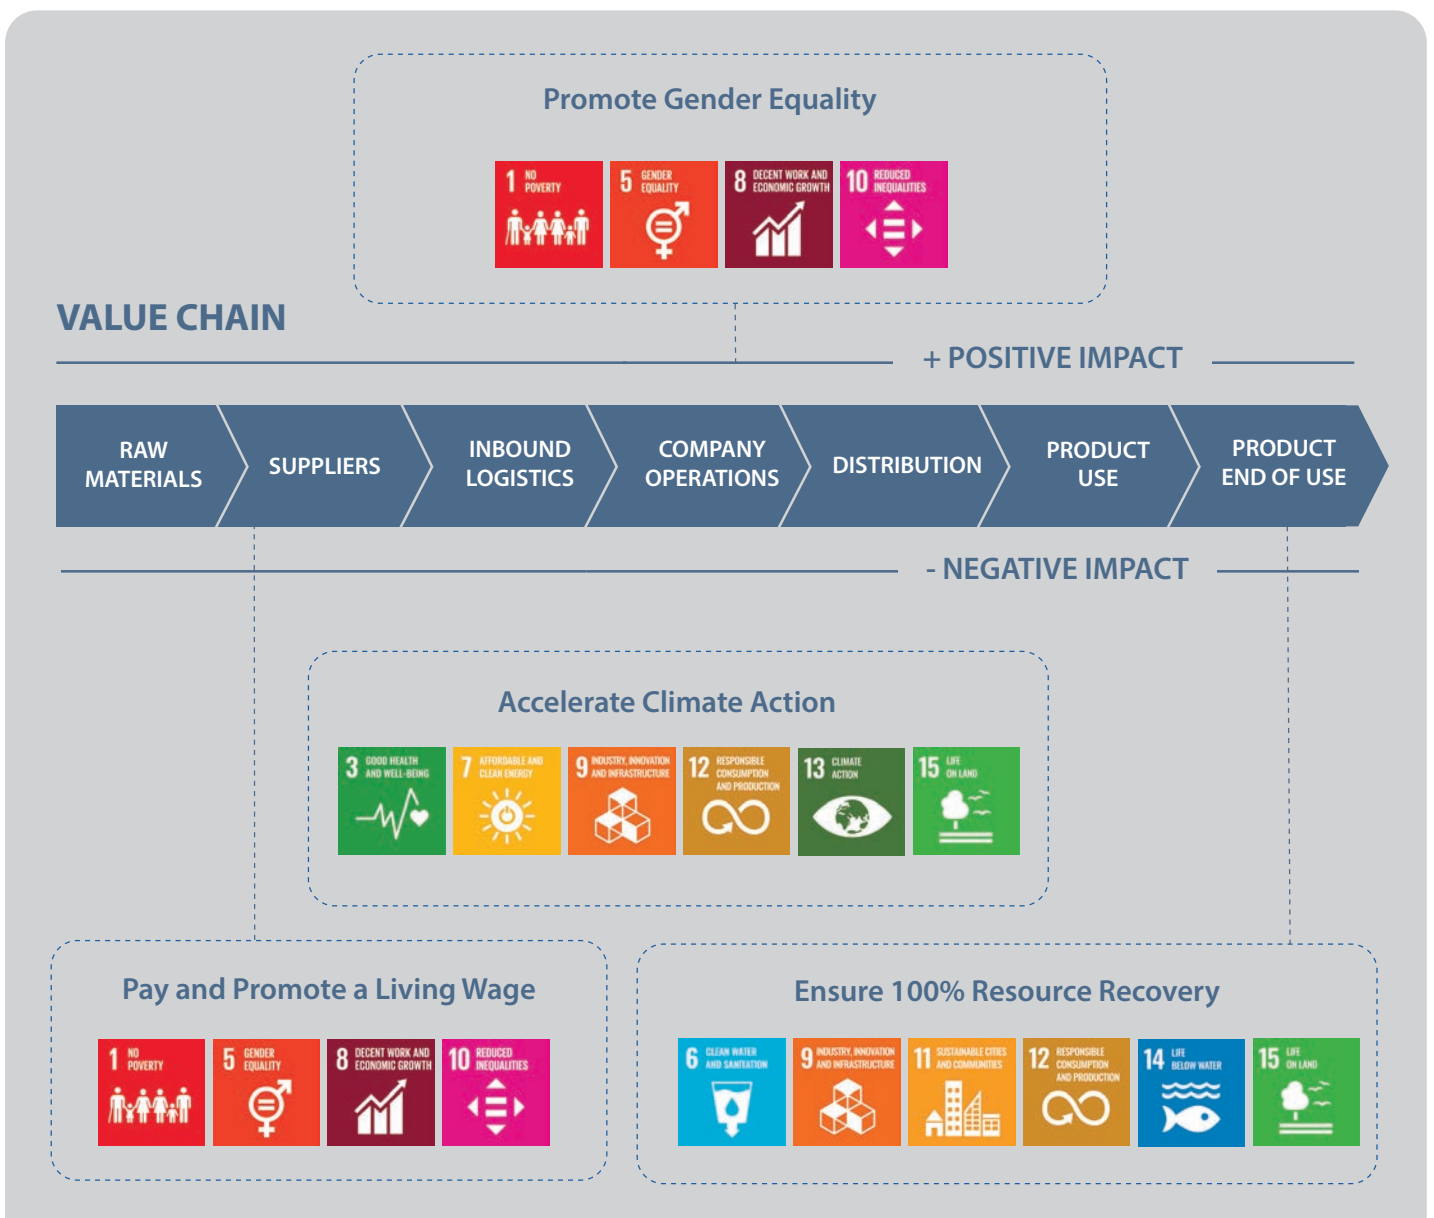 Promote Gender Equality
1 NO
POVERTY
5 GENDER
EQUALITY
8 DECENT WORK AND
ECONOMIC GROWTH
10 REDUCED
INEQUALITIES
VALUE CHAIN
+ POSITIVE IMPACT
RAW
MATERIALS
SUPPLIERS
INBOUND
LOGISTICS
COMPANY
OPERATIONS
DISTRIBUTION
PRODUCT
USE
PRODUCT
END OF USE
- NEGATIVE IMPACT
Accelerate Climate Action
3 GOOD HEALTH
AND WELL-BEING
7 AFFORDABLE AND
CLEAN ENERGY
9 INDUSTRY, INNOVATION
AND INFRASTRUCTURE
12 RESPONSIBLE
CONSUMPTION
AND PRODUCTION
13 CLIMATE
ACTION
15 LIFE
ON LAND
Pay and Promote a Living Wage
1 NO
POVERTY
5 GENDER
EQUALITY
8 DECENT WORK AND
ECONOMIC GROWTH
10 REDUCED
INEQUALITIES
Ensure 100% Resource Recovery
6 CLEAN WATER
AND SANITATION
9 INDUSTRY, INNOVATION
AND INFRASTRUCTURE
11 SUSTAINABLE CITIES
AND COMMUNITIES
12 RESPONSIBLE
CONSUMPTION
AND PRODUCTION
14 LIFE
BELOW WATER
15 LIFE
ON LAND